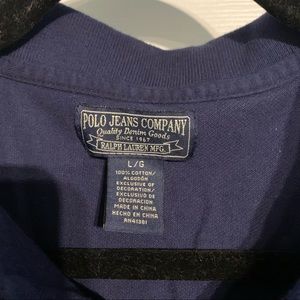 POLO JEANS COMPANY
Quality Denim Goods
SINCE 1967
RALPH LAUREN MFG.
L/G
100% COTTON/
ALGODÓN
EXCLUSIVE OF
DECORATION/
EXCLUSIVO DE
DECORACION
MADE IN CHINA
HECHO EN CHINA
RN41381